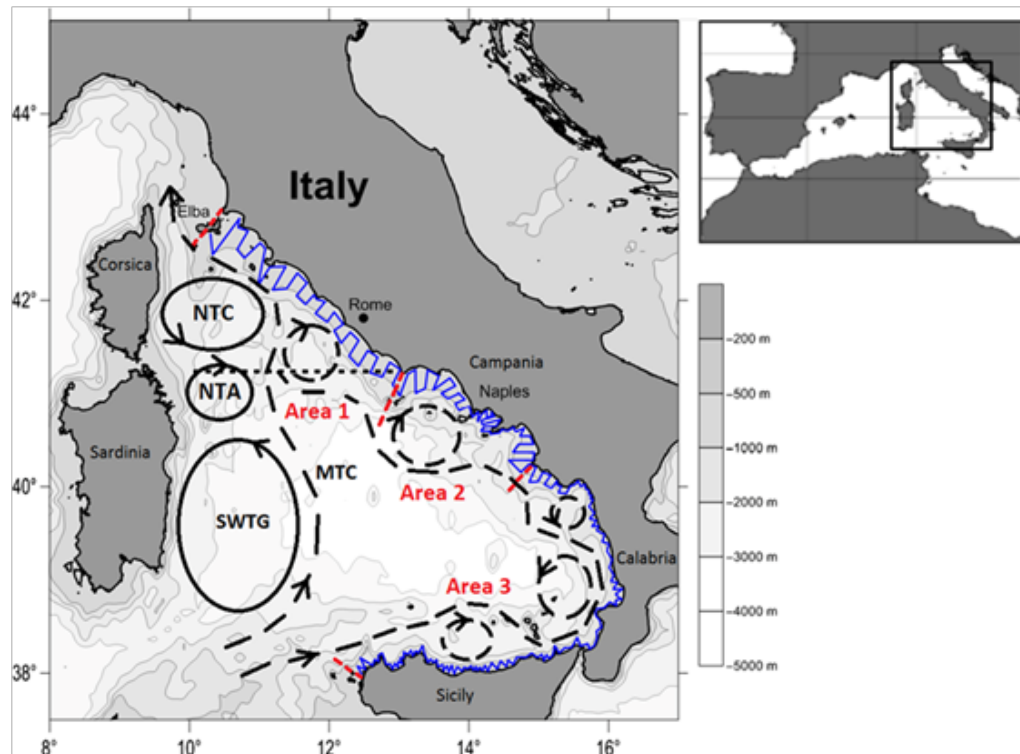 44°
42°
40°
38°
8°
10°
12°
14°
16°
Italy
Elba
Corsica
NTC
Rome
Campania
NTA
Naples
Area 1
Sardinia
MTC
Area 2
SWTG
Calabria
Area 3
Sicily
−200 m
−500 m
−1000 m
−2000 m
−3000 m
−4000 m
−5000 m